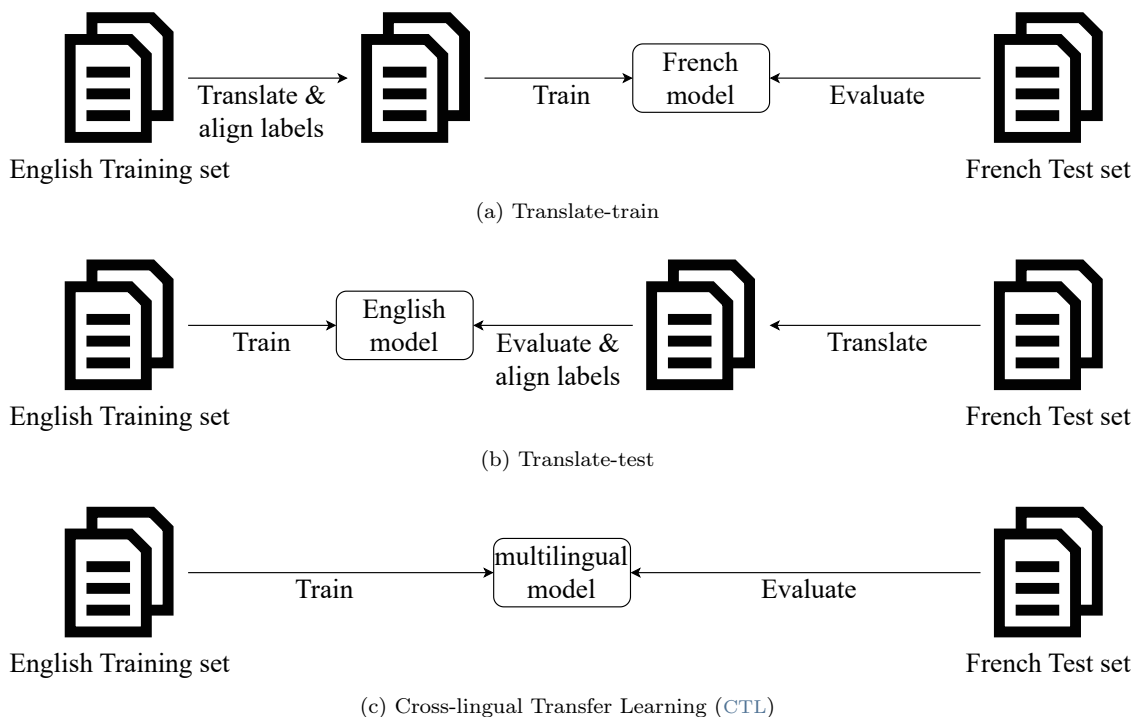 Translate &
align labels
Train
French
model
Evaluate
English Training set
French Test set
(a) Translate-train
Train
English
model
Evaluate &
align labels
Translate
English Training set
French Test set
(b) Translate-test
Train
multilingual
model
Evaluate
English Training set
French Test set
(c) Cross-lingual Transfer Learning (CTL)